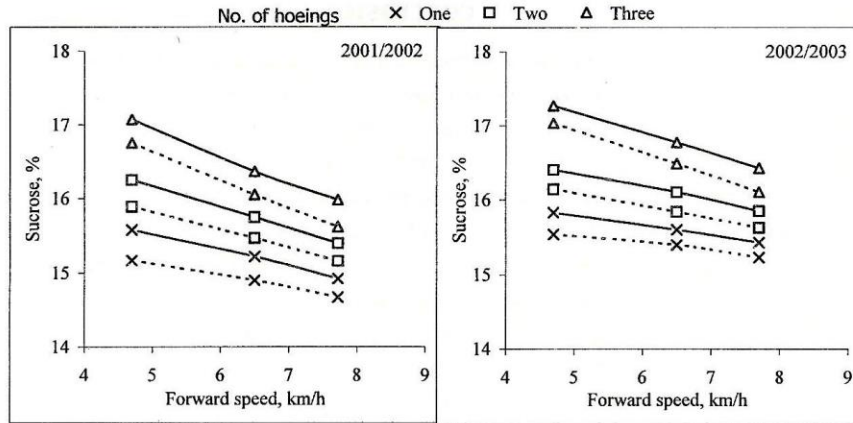 No. of hoeings × One □ Two △ Three
2001/2002
18
17
16
15
14
Sucrose, %
4 5 6 7 8 9
Forward speed, km/h
2002/2003
18
17
16
15
14
Sucrose, %
4 5 6 7 8 9
Forward speed, km/h